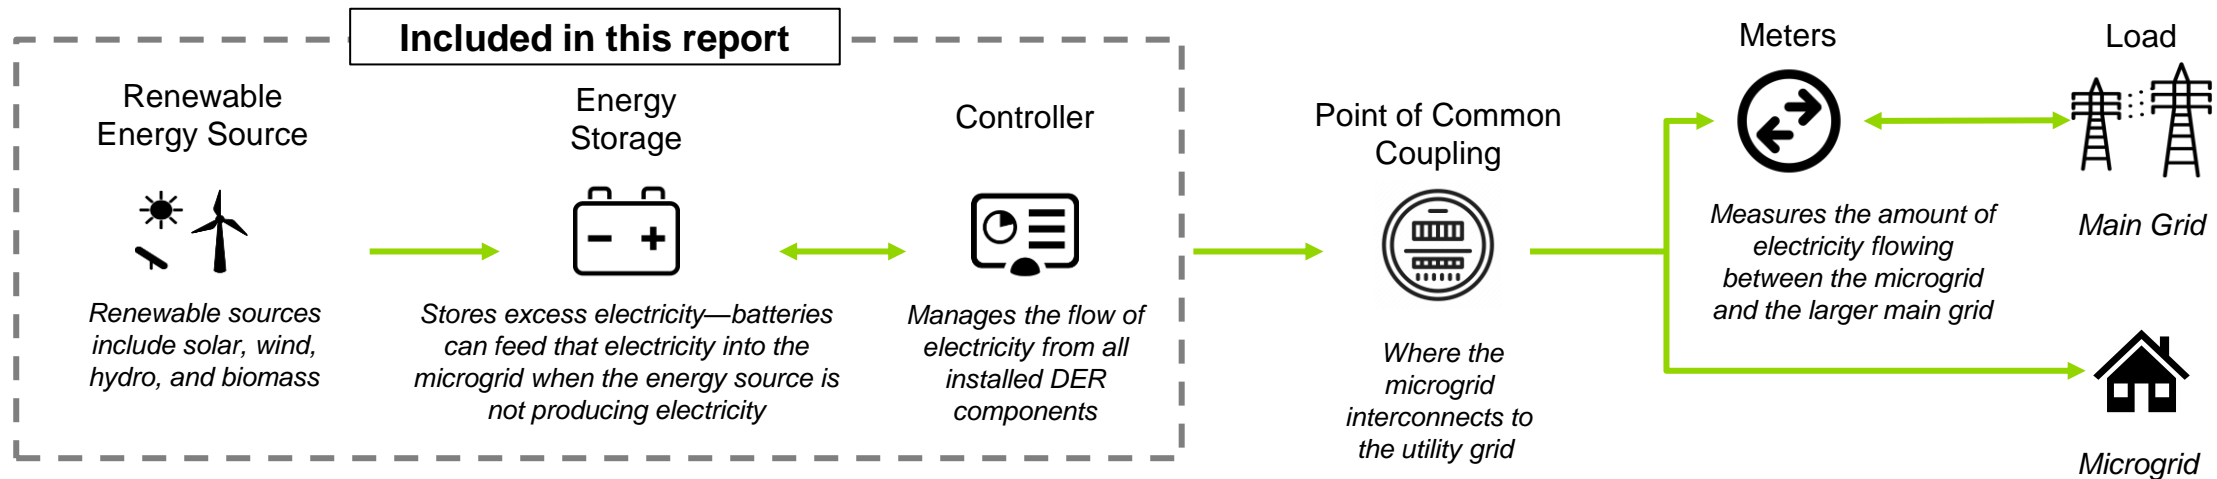 Included in this report
Renewable
Energy Source
Renewable sources
include solar, wind,
hydro, and biomass
Energy
Storage
Stores excess electricity—batteries
can feed that electricity into the
microgrid when the energy source is
not producing electricity
Controller
Manages the flow of
electricity from all
installed DER
components
Point of Common
Coupling
Where the
microgrid
interconnects to
the utility grid
Meters
Measures the amount of
electricity flowing
between the microgrid
and the larger main grid
Load
Main Grid
Microgrid